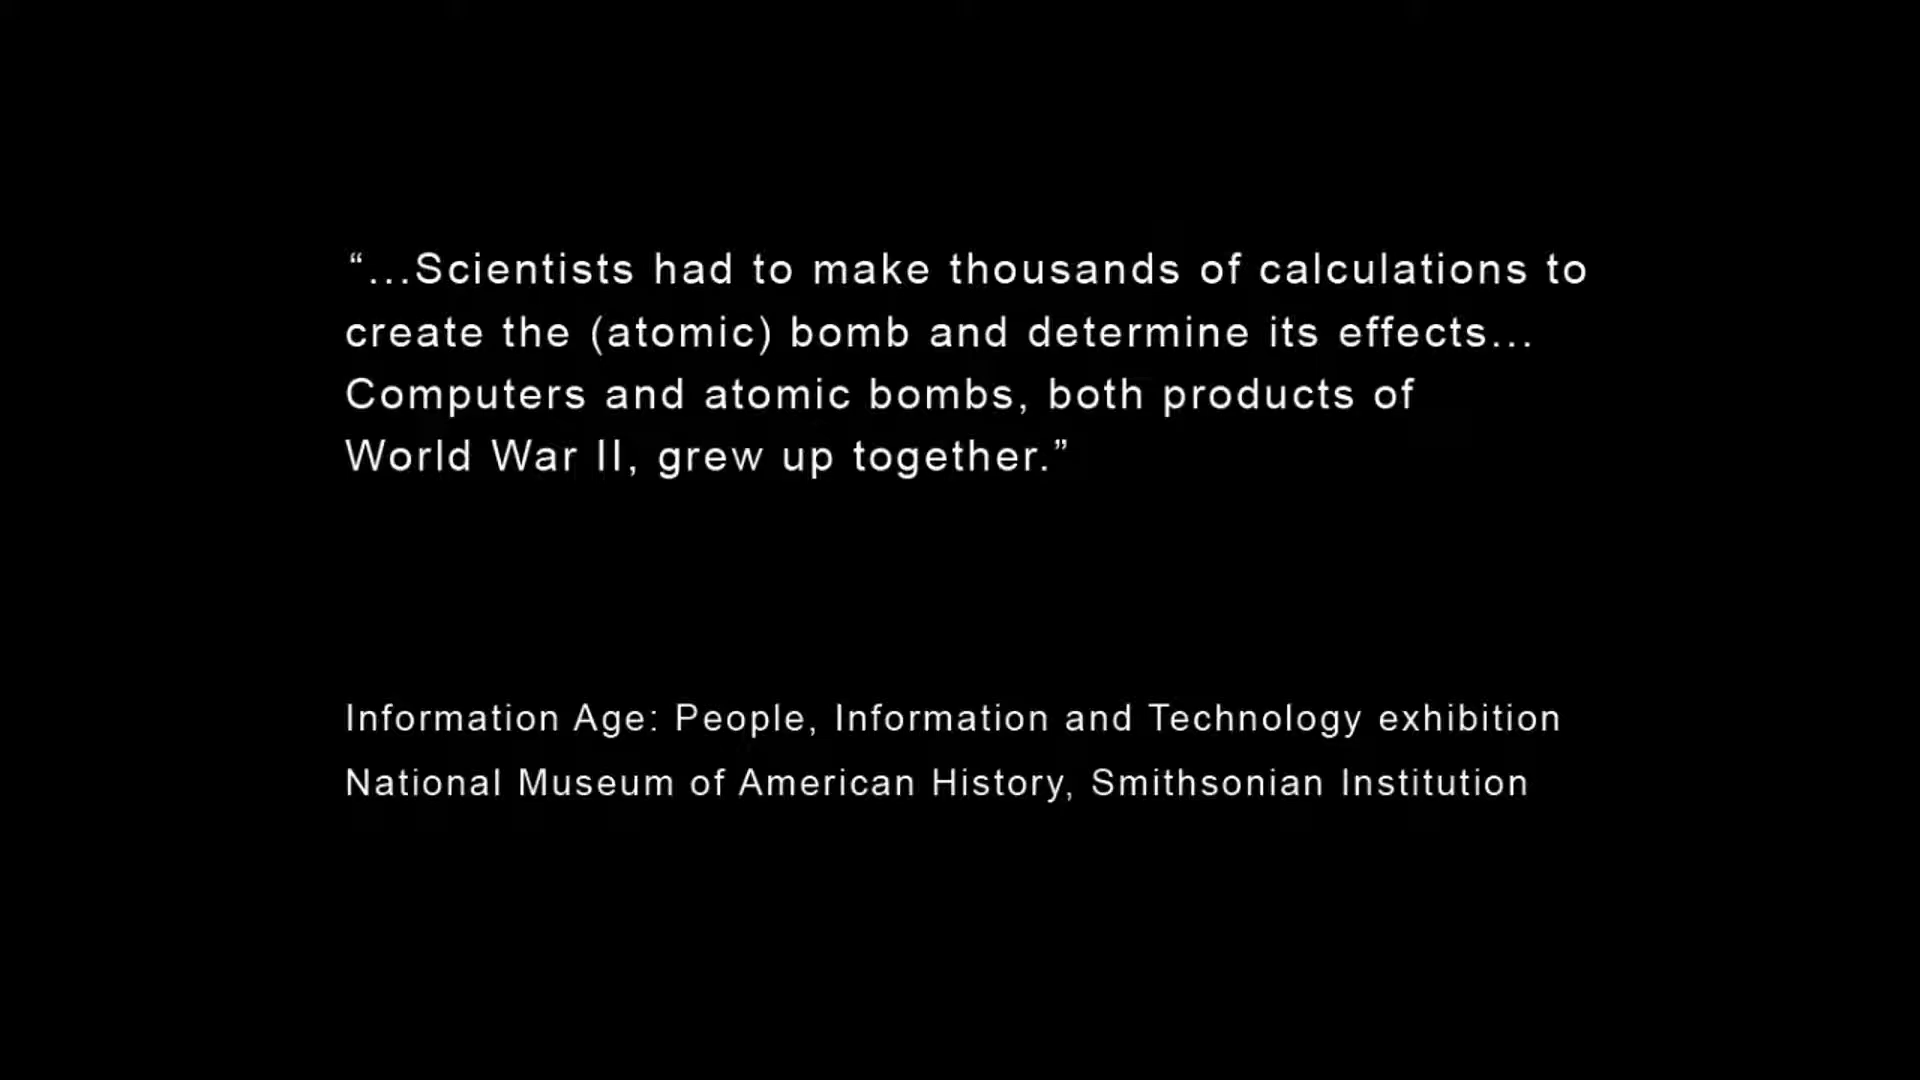 “...Scientists had to make thousands of calculations to
create the (atomic) bomb and determine its effects...
Computers and atomic bombs, both products of
World War II, grew up together.”
Information Age: People, Information and Technology exhibition
National Museum of American History, Smithsonian Institution